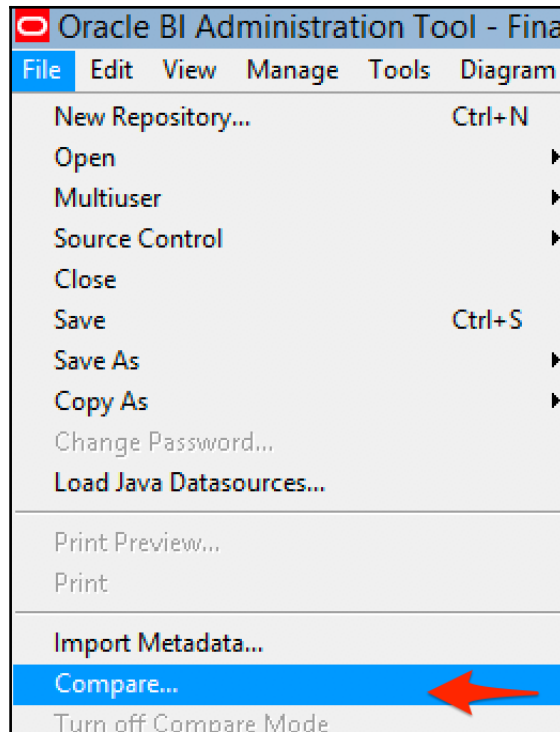 Oracle BI Administration Tool - Fina
File Edit View Manage Tools Diagram
New Repository... Ctrl+N
Open
Multiuser
Source Control
Close
Save Ctrl+S
Save As
Copy As
Change Password...
Load Java Datasources...
Print Preview...
Print
Import Metadata...
Compare...
Turn off Compare Mode